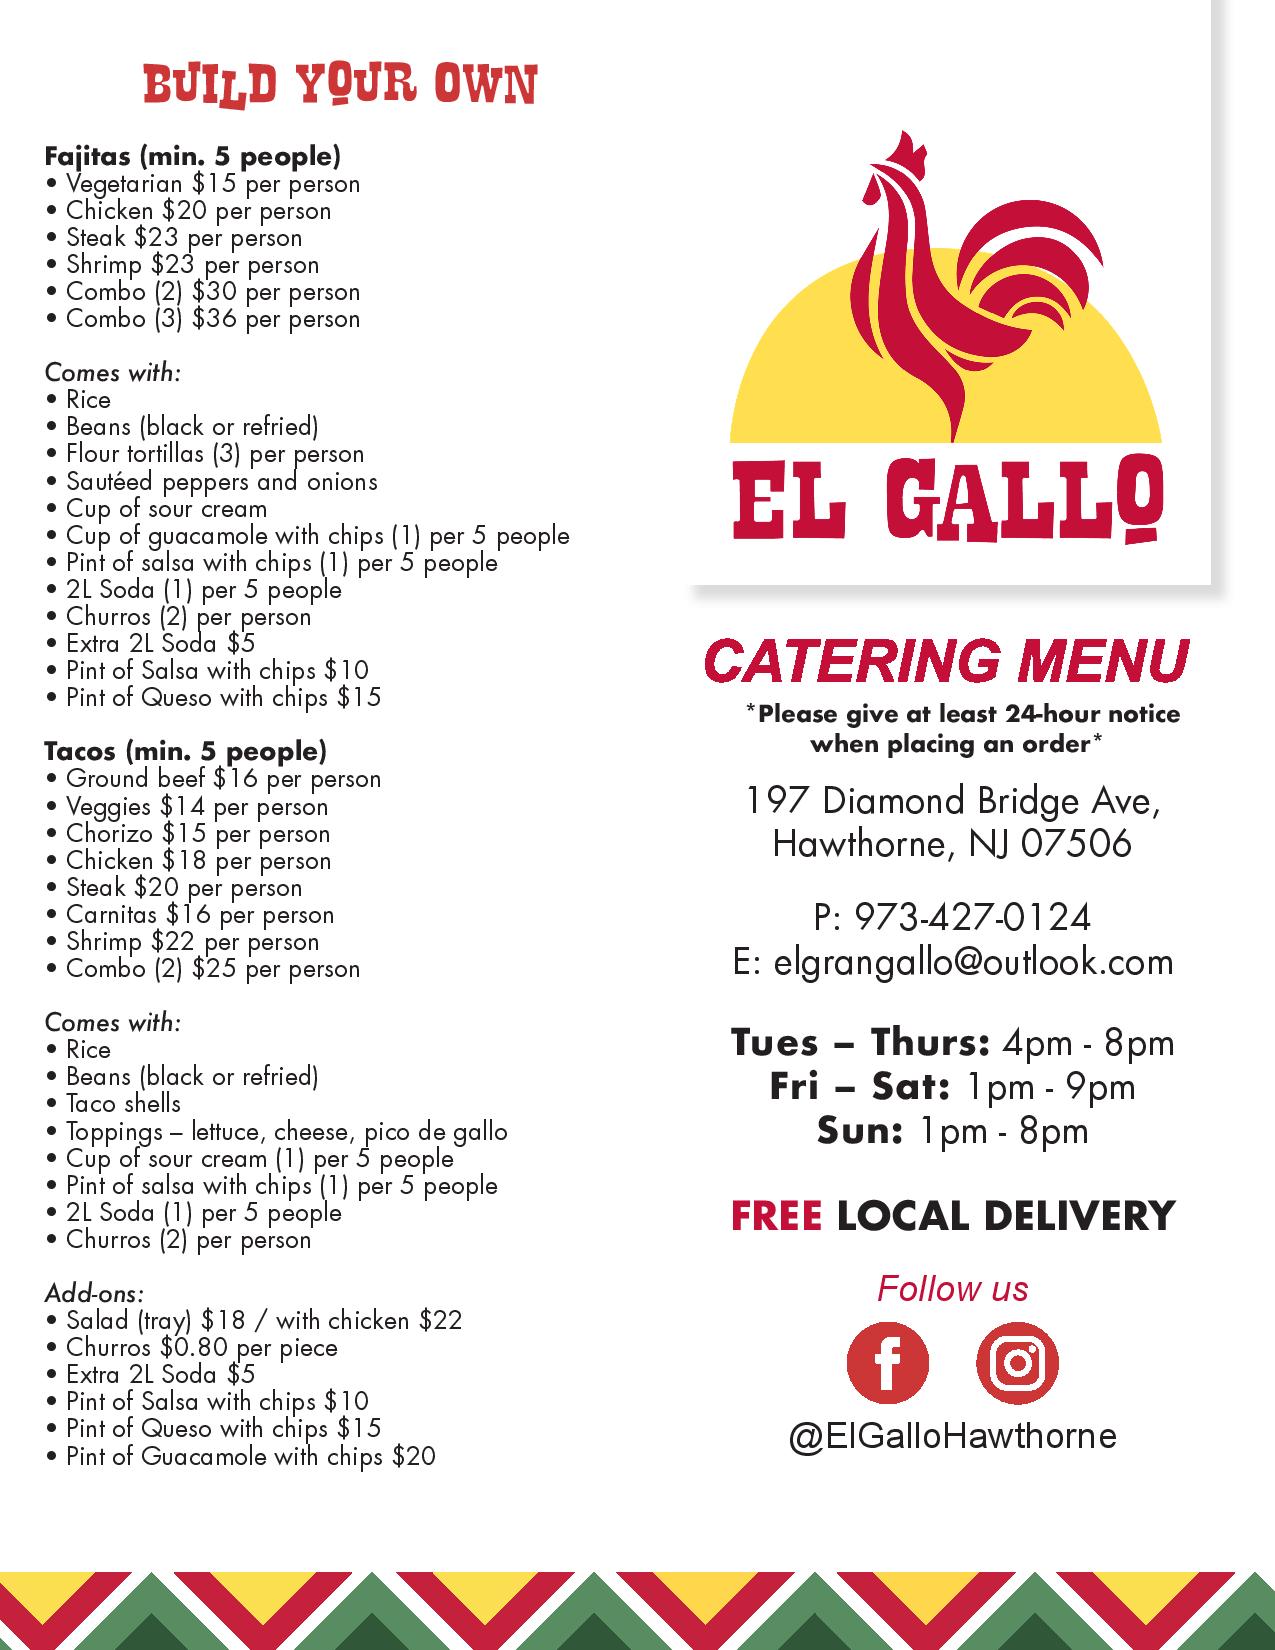 BUILD YOUR OWN
Fajitas (min. 5 people)
• Vegetarian $15 per person
• Chicken $20 per person
• Steak $23 per person
• Shrimp $23 per person
• Combo (2) $30 per person
• Combo (3) $36 per person
Comes with:
• Rice
• Beans (black or refried)
• Flour tortillas (3) per person
• Sautéed peppers and onions
• Cup of sour cream
• Cup of guacamole with chips (1) per 5 people
• Pint of salsa with chips (1) per 5 people
• 2L Soda (1) per 5 people
• Churros (2) per person
• Extra 2L Soda $5
• Pint of Salsa with chips $10
• Pint of Queso with chips $15
Tacos (min. 5 people)
• Ground beef $16 per person
• Veggies $14 per person
• Chorizo $15 per person
• Chicken $18 per person
• Steak $20 per person
• Carnitas $16 per person
• Shrimp $22 per person
• Combo (2) $25 per person
Comes with:
• Rice
• Beans (black or refried)
• Taco shells
• Toppings – lettuce, cheese, pico de gallo
• Cup of sour cream (1) per 5 people
• Pint of salsa with chips (1) per 5 people
• 2L Soda (1) per 5 people
• Churros (2) per person
Add-ons:
• Salad (tray) $18 / with chicken $22
• Churros $0.80 per piece
• Extra 2L Soda $5
• Pint of Salsa with chips $10
• Pint of Queso with chips $15
• Pint of Guacamole with chips $20
EL GALLO
CATERING MENU
*Please give at least 24-hour notice
when placing an order*
197 Diamond Bridge Ave,
Hawthorne, NJ 07506
P: 973-427-0124
E: elgrangallo@outlook.com
Tues – Thurs: 4pm - 8pm
Fri – Sat: 1pm - 9pm
Sun: 1pm - 8pm
FREE LOCAL DELIVERY
Follow us
@ElGalloHawthorne